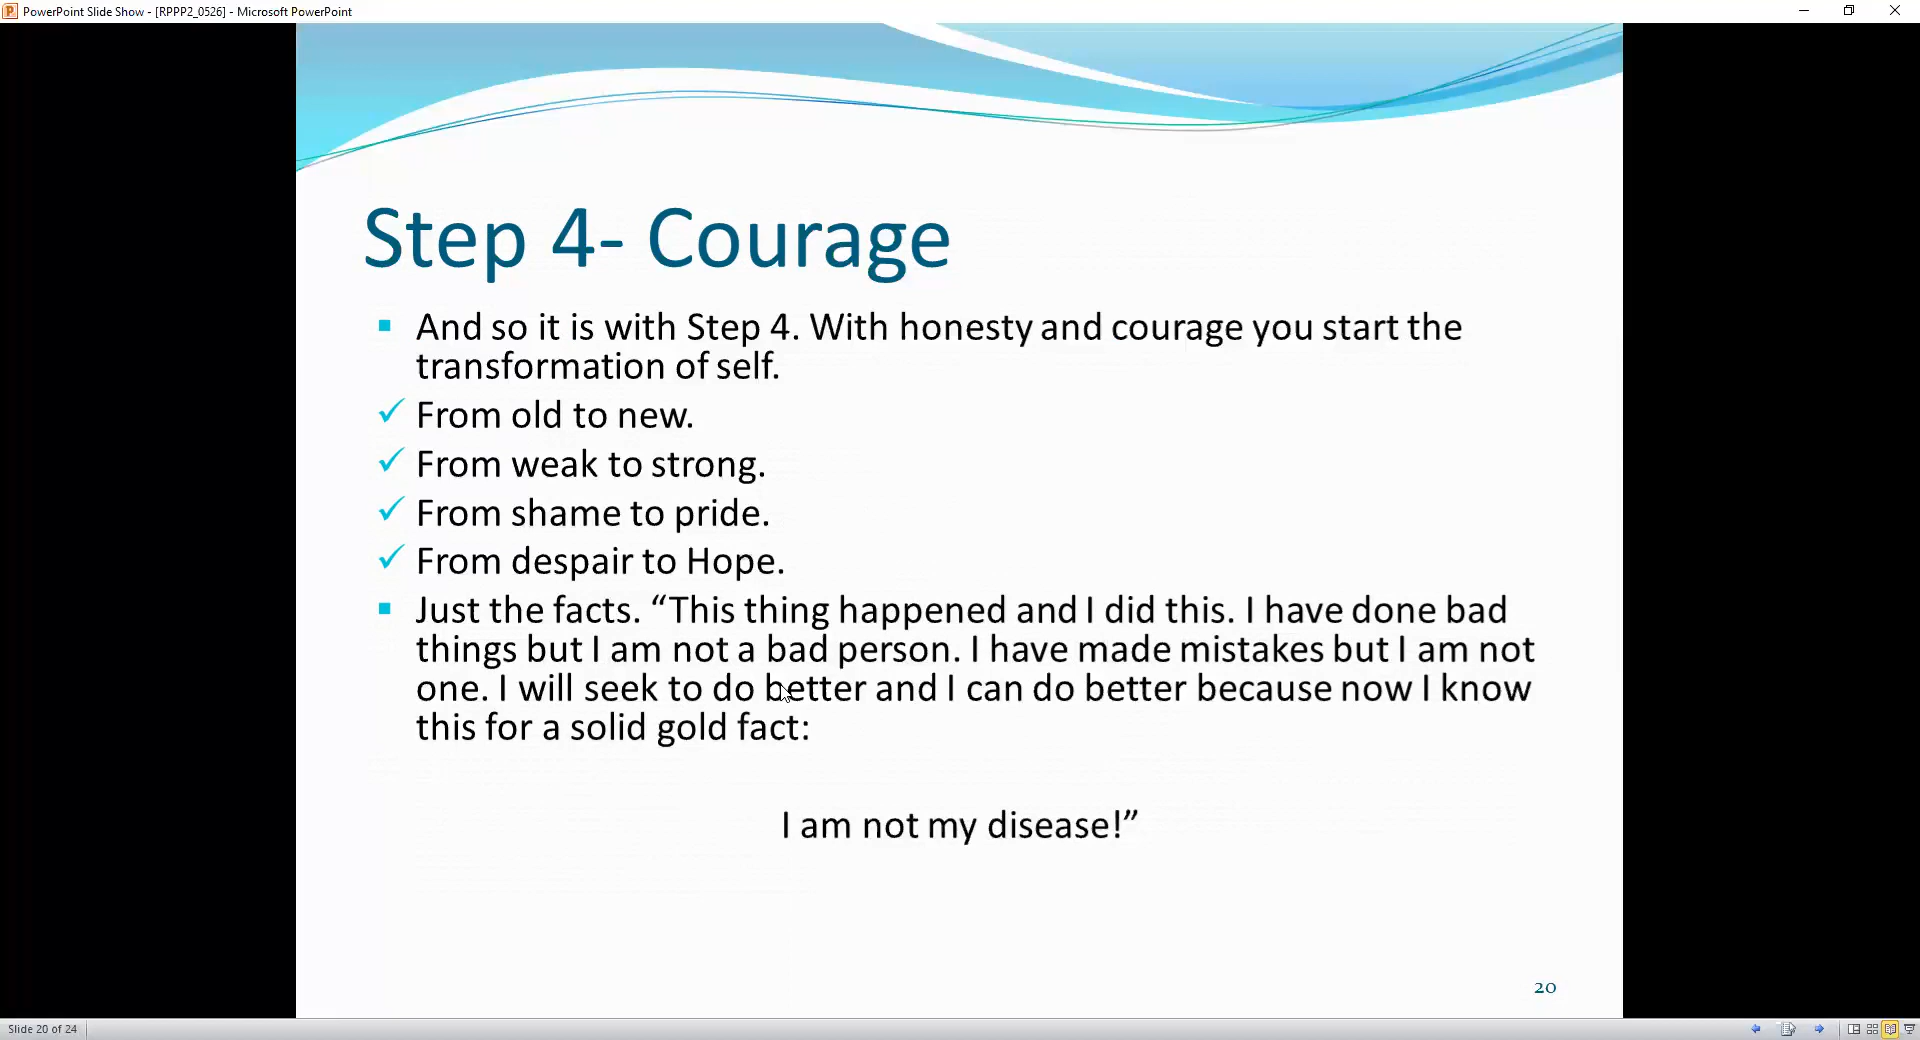 PowerPoint Slide Show - [RPPP2_0526] - Microsoft PowerPoint
Step 4- Courage
And so it is with Step 4. With honesty and courage you start the
transformation of self.
From old to new.
From weak to strong.
From shame to pride.
From despair to Hope.
Just the facts. “This thing happened and I did this. I have done bad
things but I am not a bad person. I have made mistakes but I am not
one. I will seek to do better and I can do better because now I know
this for a solid gold fact:
I am not my disease!”
20
Slide 20 of 24